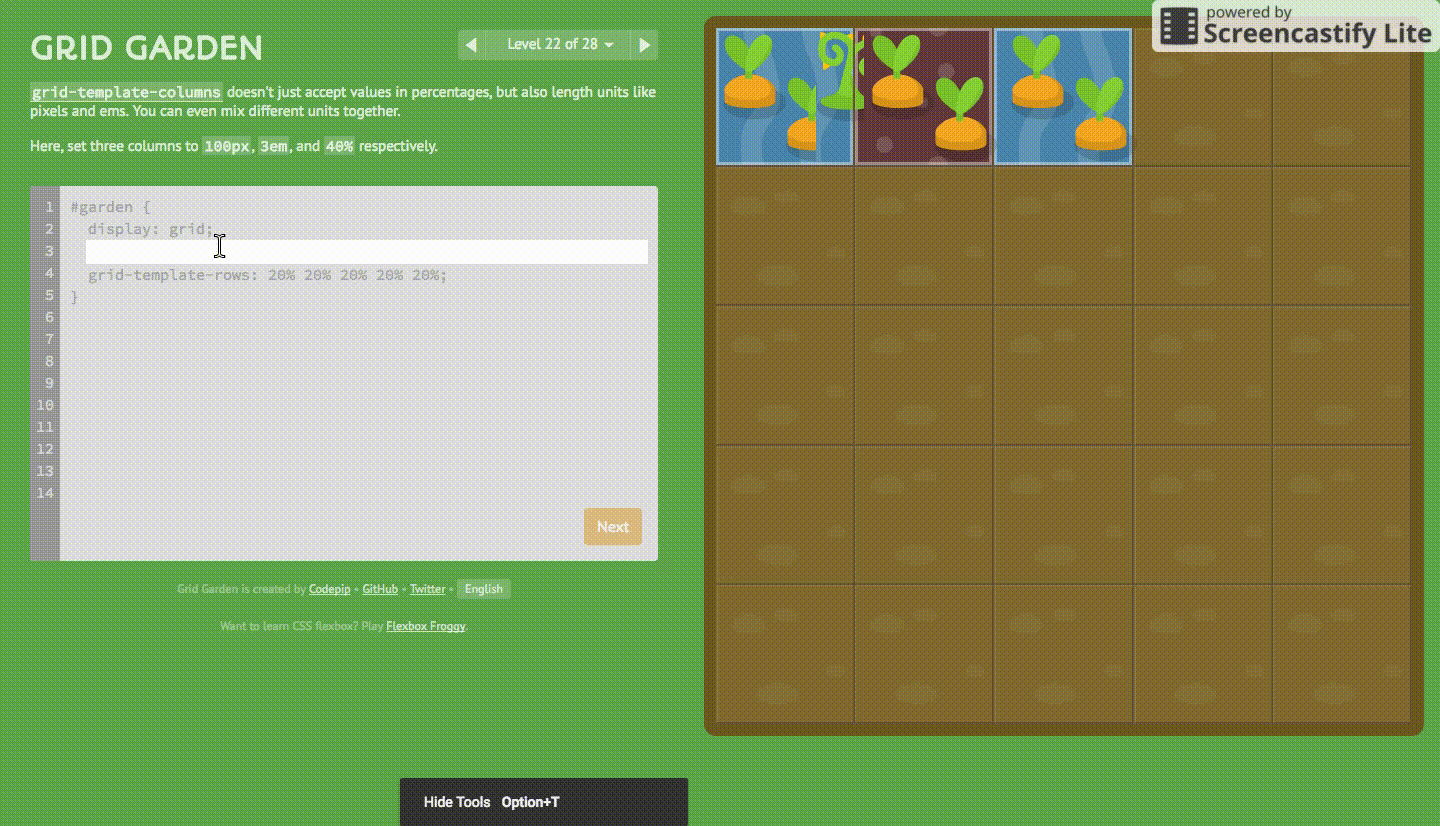 powered by
Screencastify Lite
GRID GARDEN
Level 22 of 28
grid-template-columns doesn't just accept values in percentages, but also length units like
pixels and ems. You can even mix different units together.
Here, set three columns to 100px, 3em, and 40% respectively.
1 #garden {
2 display: grid;
3
4 grid-template-rows: 20% 20% 20% 20% 20%;
5 }
6
7
8
9
10
11
12
13
14
Next
Grid Garden is created by Codepip • GitHub • Twitter • English
Want to learn CSS flexbox? Play Flexbox Froggy.
Hide Tools Option+T